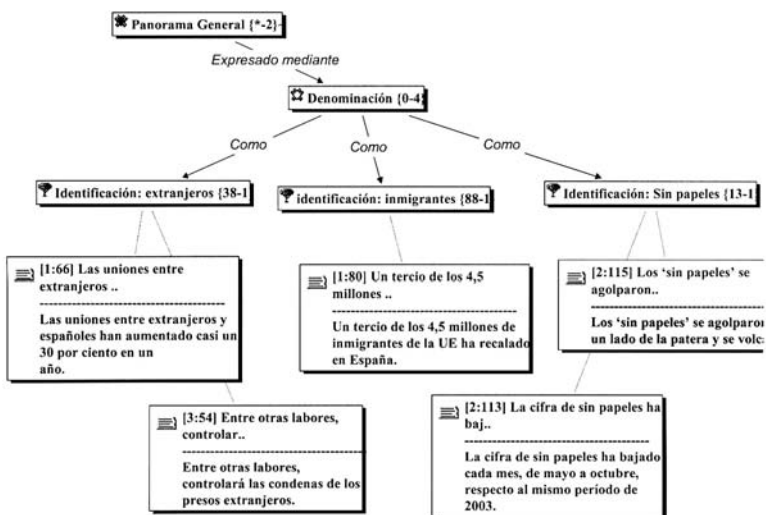 Panorama General {*-2}-
Expresado mediante
Denominación {0-4}
Como
Como
Como
Identificación: extranjeros {38-1
identificación: inmigrantes {88-1
Identificación: Sin papeles {13-1
[1:66] Las uniones entre
extranjeros ..
Las uniones entre extranjeros y
españoles han aumentado casi un
30 por ciento en un
año.
[1:80] Un tercio de los 4,5
millones ..
Un tercio de los 4,5 millones de
inmigrantes de la UE ha recalado
en España.
[2:115] Los ‘sin papeles’ se
agolparon..
Los ‘sin papeles’ se agolparon
un lado de la patera y se volc
[3:54] Entre otras labores,
controlar..
Entre otras labores,
controlará las condenas de los
presos extranjeros.
[2:113] La cifra de sin papeles ha
baj..
La cifra de sin papeles ha bajado
cada mes, de mayo a octubre,
respecto al mismo período de
2003.